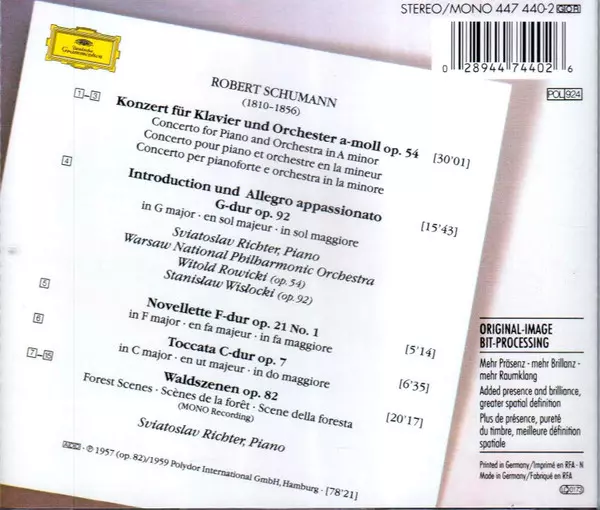 STEREO/MONO 447 440-2 GOR
Deutsche
Grammophon
0 28944 74402 6
POL 924
ROBERT SCHUMANN
(1810–1856)
1–3 Konzert für Klavier und Orchester a-moll op. 54 [30'01]
Concerto for Piano and Orchestra in A minor
Concerto pour piano et orchestre en la mineur
Concerto per pianoforte e orchestra in la minore
4 Introduction und Allegro appassionato
G-dur op. 92 [15'43]
in G major · en sol majeur · in sol maggiore
Sviatoslav Richter, Piano
Warsaw National Philharmonic Orchestra
Witold Rowicki (op. 54)
Stanisław Wisłocki (op. 92)
5 Novellette F-dur op. 21 No. 1 [5'14]
in F major · en fa majeur · in fa maggiore
6 Toccata C-dur op. 7 [6'35]
in C major · en ut majeur · in do maggiore
7–15 Waldszenen op. 82 [20'17]
Forest Scenes · Scènes de la forêt · Scene della foresta
(MONO Recording)
Sviatoslav Richter, Piano
ADD · ℗ 1957 (op. 82)/1959 Polydor International GmbH, Hamburg · [78'21]
ORIGINAL-IMAGE
BIT-PROCESSING
Mehr Präsenz - mehr Brillanz -
mehr Raumklang
Added presence and brilliance,
greater spatial definition
Plus de présence, pureté
du timbre, meilleure définition
spatiale
Printed in Germany/Imprimé en RFA - N
Made in Germany/Fabriqué en RFA